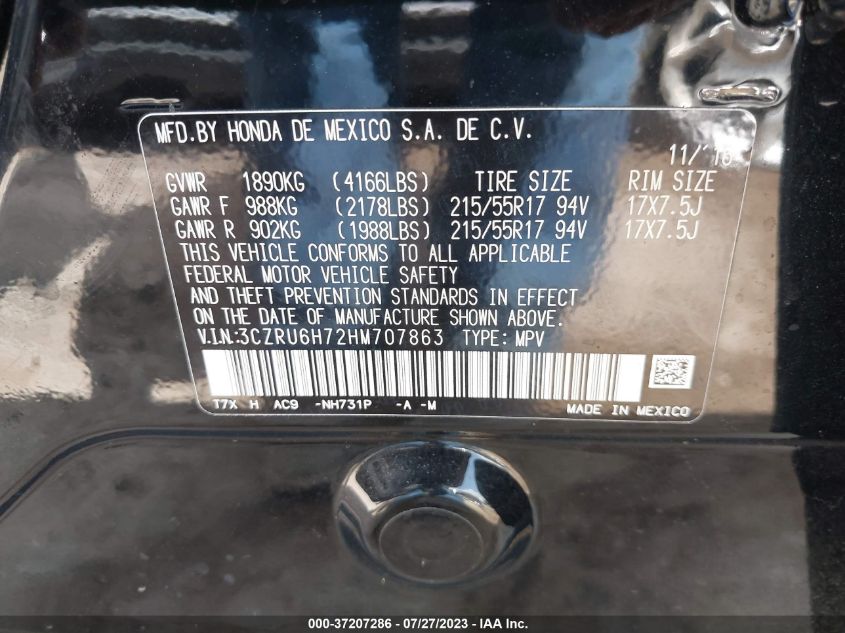 MFD.BY HONDA DE MEXICO S.A. DE C.V.
11/'16
GVWR 1890KG (4166LBS) TIRE SIZE RIM SIZE
GAWR F 988KG (2178LBS) 215/55R17 94V 17X7.5J
GAWR R 902KG (1988LBS) 215/55R17 94V 17X7.5J
THIS VEHICLE CONFORMS TO ALL APPLICABLE
FEDERAL MOTOR VEHICLE SAFETY
AND THEFT PREVENTION STANDARDS IN EFFECT
ON THE DATE OF MANUFACTURE SHOWN ABOVE.
V.I.N:3CZRU6H72HM707863 TYPE: MPV
T7X H AC9 -NH731P -A -M MADE IN MEXICO
000-37207286 - 07/27/2023 - IAA Inc.